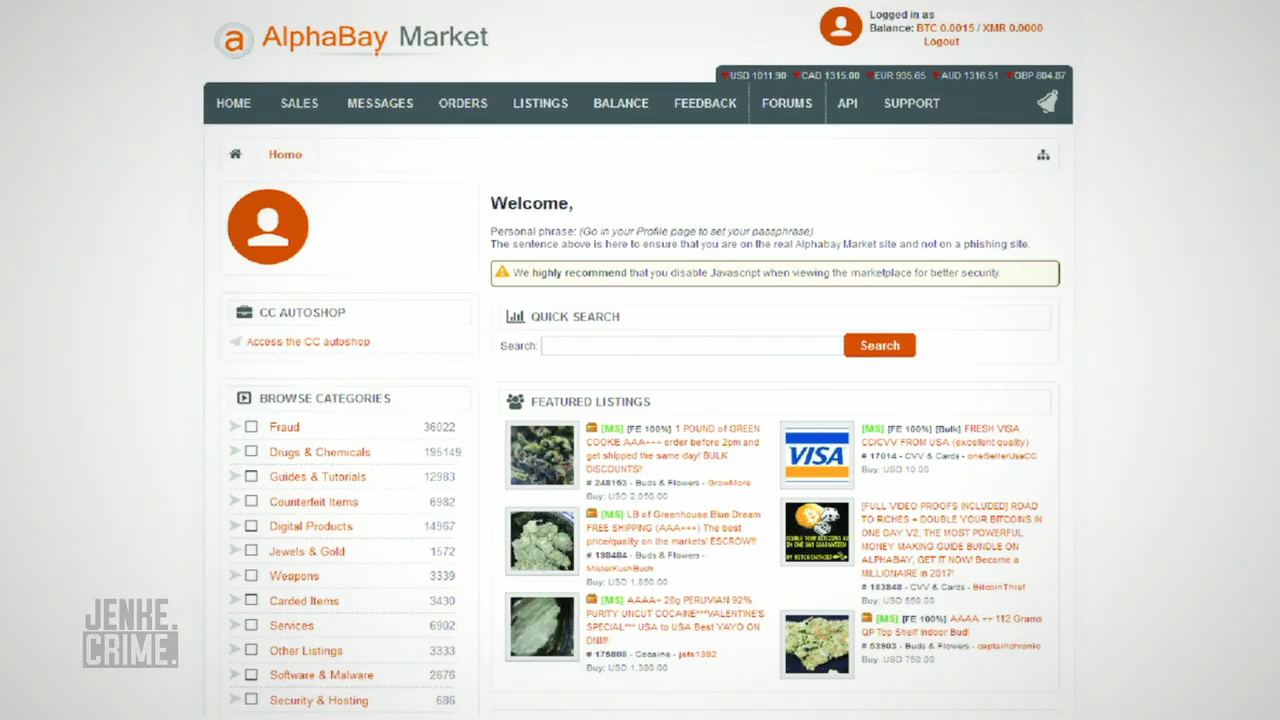 AlphaBay Market
Logged in as
Balance: BTC 0.0015 / XMR 0.0000
Logout
USD 1011.90 CAD 1315.00 EUR 935.65 AUD 1316.51 GBP 804.87
HOME SALES MESSAGES ORDERS LISTINGS BALANCE FEEDBACK FORUMS API SUPPORT
Home
Welcome,
Personal phrase: (Go in your Profile page to set your passphrase)
The sentence above is here to ensure that you are on the real Alphabay Market site and not on a phishing site.
We highly recommend that you disable Javascript when viewing the marketplace for better security.
CC AUTOSHOP
Access the CC autoshop
QUICK SEARCH
Search:
Search
BROWSE CATEGORIES
Fraud 36022
Drugs & Chemicals 195149
Guides & Tutorials 12983
Counterfeit Items 6982
Digital Products 14967
Jewels & Gold 1572
Weapons 3339
Carded Items 3430
Services 6902
Other Listings 3333
Software & Malware 2676
Security & Hosting 686
FEATURED LISTINGS
[MS] [FE 100%] 1 POUND of GREEN
COOKIE AAA+++ order before 2pm and
get shipped the same day! BULK
DISCOUNTS!!
# 248163 - Buds & Flowers - GrowMore
Buy: USD 2,050.00
[MS] LB of Greenhouse Blue Dream
FREE SHIPPING (AAA+++) The best
price/quality on the markets! ESCROW!!
# 198484 - Buds & Flowers -
MisterKushBush
Buy: USD 1,850.00
[MS] AAAA+ 28g PERUVIAN 92%
PURITY UNCUT COCAINE***VALENTINE'S
SPECIAL*** USA to USA Best YAYO ON
DNM!!
# 175808 - Cocaine - jefe1392
Buy: USD 1,300.00
VISA
[MS] [FE 100%] [Bulk] FRESH VISA
CC/CVV FROM USA (excellent quality)
# 17014 - CVV & Cards - oneSellerUsaCC
Buy: USD 10.00
DOUBLE YOUR BITCOINS V2
IN ONE DAY GUARANTEED
BY BITCOINTHIEF
[FULL VIDEO PROOFS INCLUDED] ROAD
TO RICHES + DOUBLE YOUR BITCOINS IN
ONE DAY V2, THE MOST POWERFUL
MONEY MAKING GUIDE BUNDLE ON
ALPHABAY, GET IT NOW! Become a
MILLIONAIRE in 2017!
# 183848 - CVV & Cards - BitcoinThief
Buy: USD 550.00
[MS] [FE 100%] AAAA ++ 112 Grams
QP Top Shelf Indoor Bud!
# 53903 - Buds & Flowers - captainchronic
Buy: USD 750.00
JENKE.
CRIME.